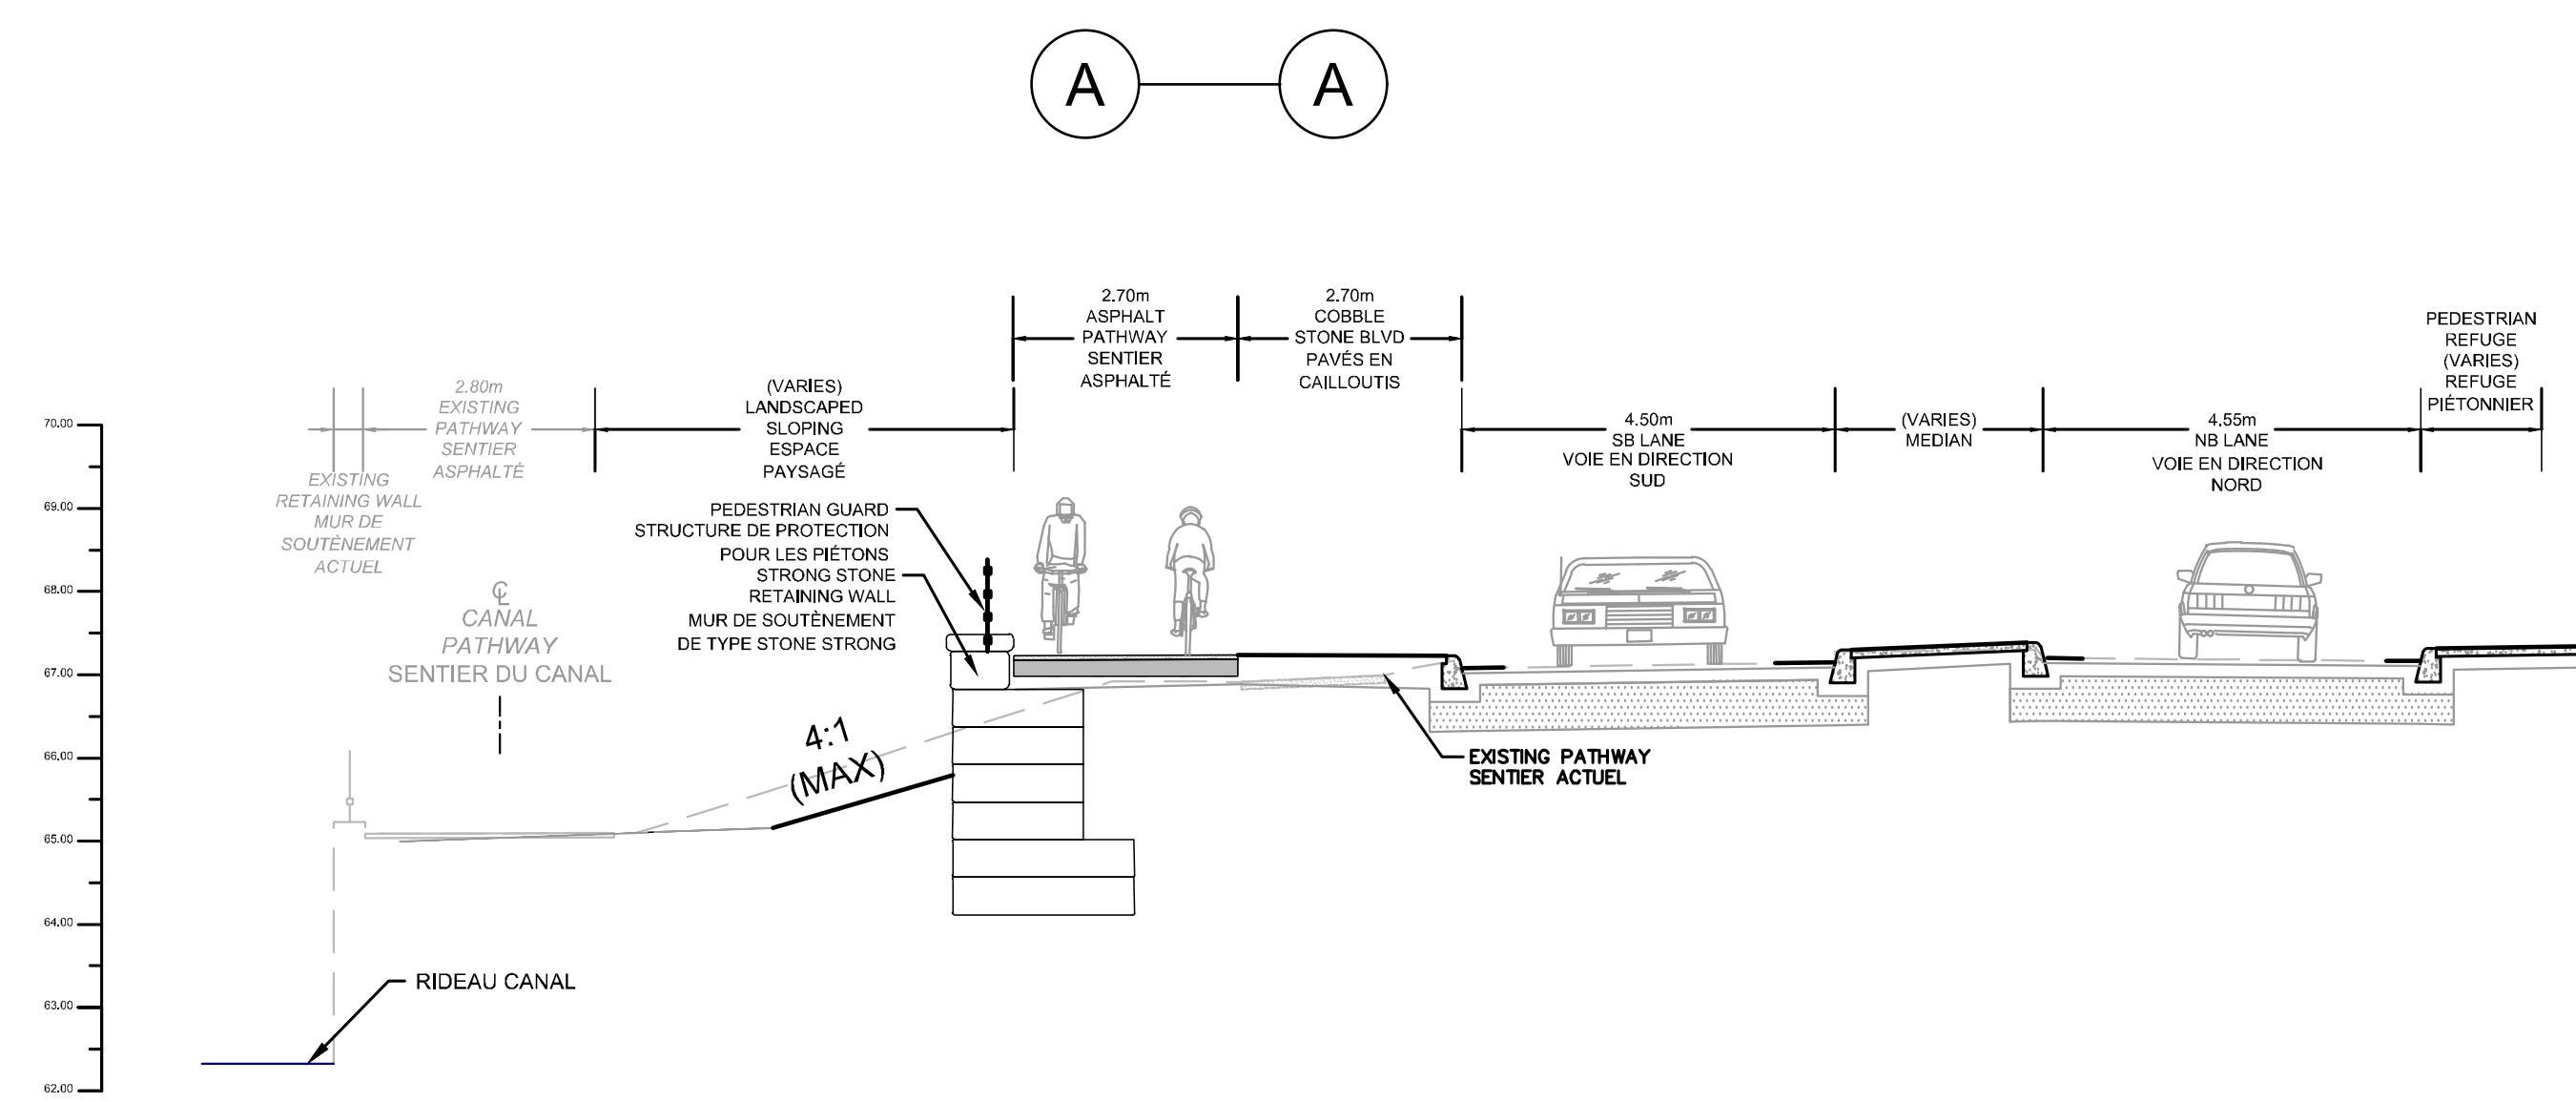 A
A
2.70m
ASPHALT
PATHWAY
SENTIER
ASPHALTÉ
2.70m
COBBLE
STONE BLVD
PAVÉS EN
CAILLOUTIS
PEDESTRIAN
REFUGE
(VARIES)
REFUGE
PIÉTONNIER
2.80m
EXISTING
PATHWAY
SENTIER
ASPHALTÉ
(VARIES)
LANDSCAPED
SLOPING
ESPACE
PAYSAGÉ
4.50m
SB LANE
VOIE EN DIRECTION
SUD
(VARIES)
MEDIAN
4.55m
NB LANE
VOIE EN DIRECTION
NORD
EXISTING
RETAINING WALL
MUR DE
SOUTÈNEMENT
ACTUEL
PEDESTRIAN GUARD
STRUCTURE DE PROTECTION
POUR LES PIÉTONS
STRONG STONE
RETAINING WALL
MUR DE SOUTÈNEMENT
DE TYPE STONE STRONG
℄
CANAL
PATHWAY
SENTIER DU CANAL
4:1
(MAX)
EXISTING PATHWAY
SENTIER ACTUEL
RIDEAU CANAL
70.00
69.00
68.00
67.00
66.00
65.00
64.00
63.00
62.00